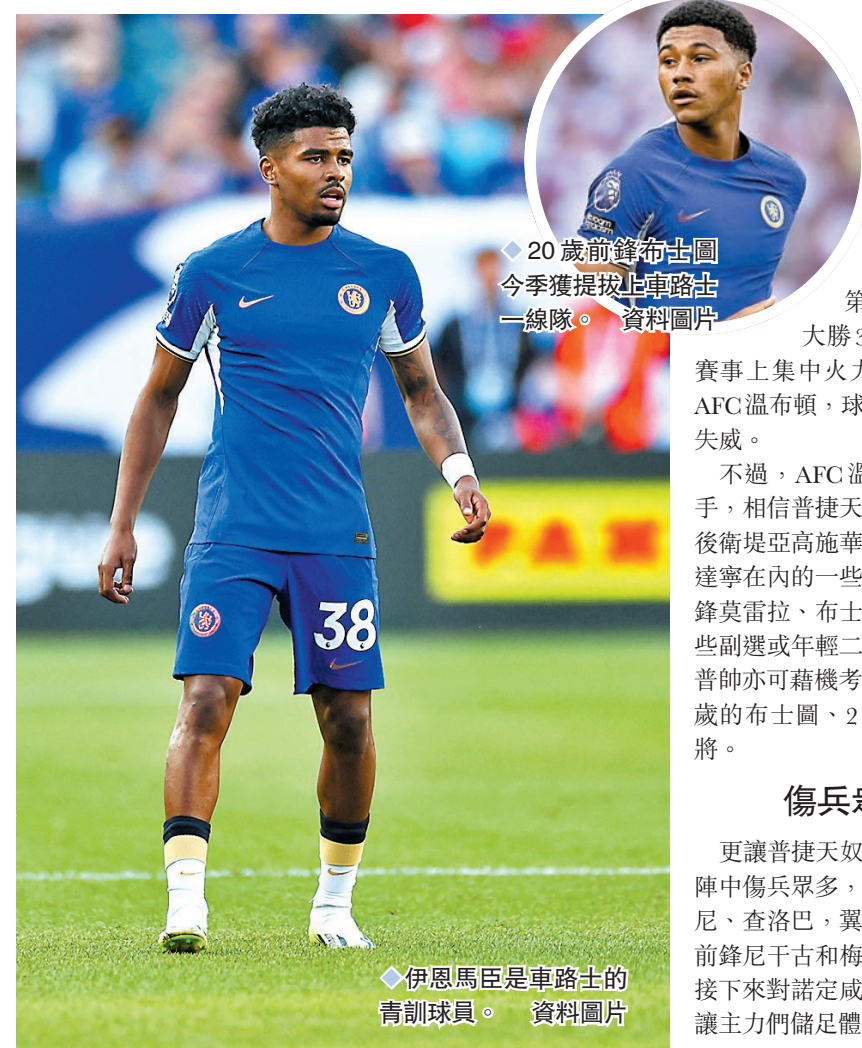 ◆20歲前鋒布士圖
今季獲提拔上車路士
一線隊。 資料圖片
38
PANI
◆伊恩馬臣是車路士的
青訓球員。 資料圖片
第
大勝3
賽事上集中火力
AFC溫布頓，球
失威。
不過，AFC溫
手，相信普捷天
後衛堤亞高施華
達寧在內的一些
鋒莫雷拉、布士
些副選或年輕二
普帥亦可藉機考
歲的布士圖、2
將。
傷兵眾
更讓普捷天奴
陣中傷兵眾多，
尼、查洛巴，翼
前鋒尼干古和梅
接下來對諾定咸
讓主力們儲足體